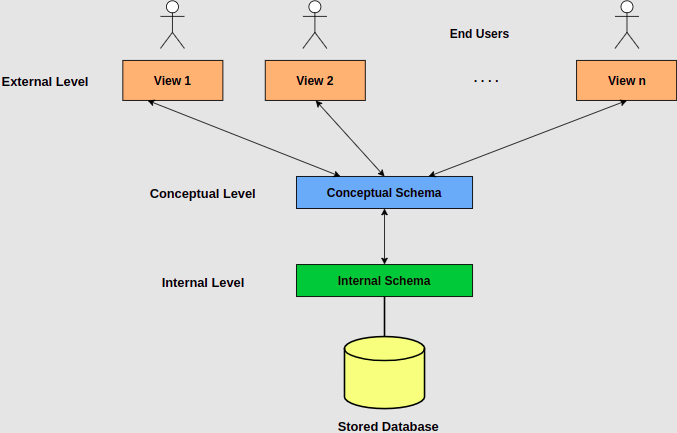 End Users
External Level
View 1
View 2
. . . .
View n
Conceptual Level
Conceptual Schema
Internal Level
Internal Schema
Stored Database